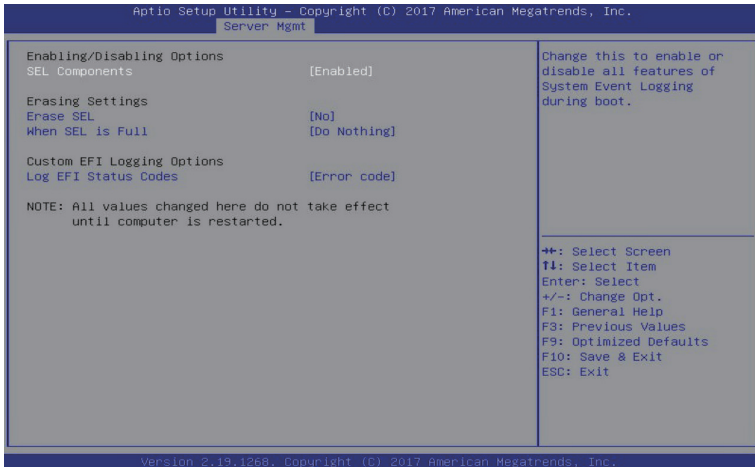 Aptio Setup Utility – Copyright (C) 2017 American Megatrends, Inc.
Server Mgmt
Enabling/Disabling Options
SEL Components [Enabled]
Erasing Settings
Erase SEL [No]
When SEL is Full [Do Nothing]
Custom EFI Logging Options
Log EFI Status Codes [Error code]
NOTE: All values changed here do not take effect
until computer is restarted.
Change this to enable or
disable all features of
System Event Logging
during boot.
→←: Select Screen
↑↓: Select Item
Enter: Select
+/-: Change Opt.
F1: General Help
F3: Previous Values
F9: Optimized Defaults
F10: Save & Exit
ESC: Exit
Version 2.19.1268. Copyright (C) 2017 American Megatrends, Inc.